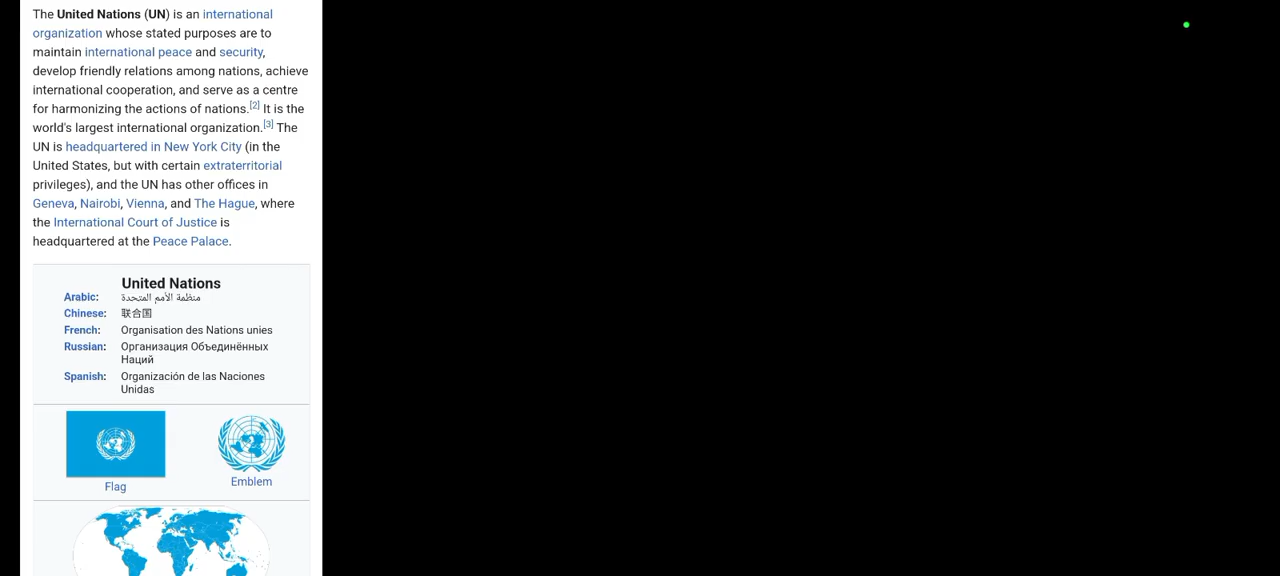 The United Nations (UN) is an international
organization whose stated purposes are to
maintain international peace and security,
develop friendly relations among nations, achieve
international cooperation, and serve as a centre
for harmonizing the actions of nations.[2] It is the
world's largest international organization.[3] The
UN is headquartered in New York City (in the
United States, but with certain extraterritorial
privileges), and the UN has other offices in
Geneva, Nairobi, Vienna, and The Hague, where
the International Court of Justice is
headquartered at the Peace Palace.
United Nations
Arabic: منظمة الأمم المتحدة
Chinese: 联合国
French: Organisation des Nations unies
Russian: Организация Объединённых
Наций
Spanish: Organización de las Naciones
Unidas
Flag
Emblem